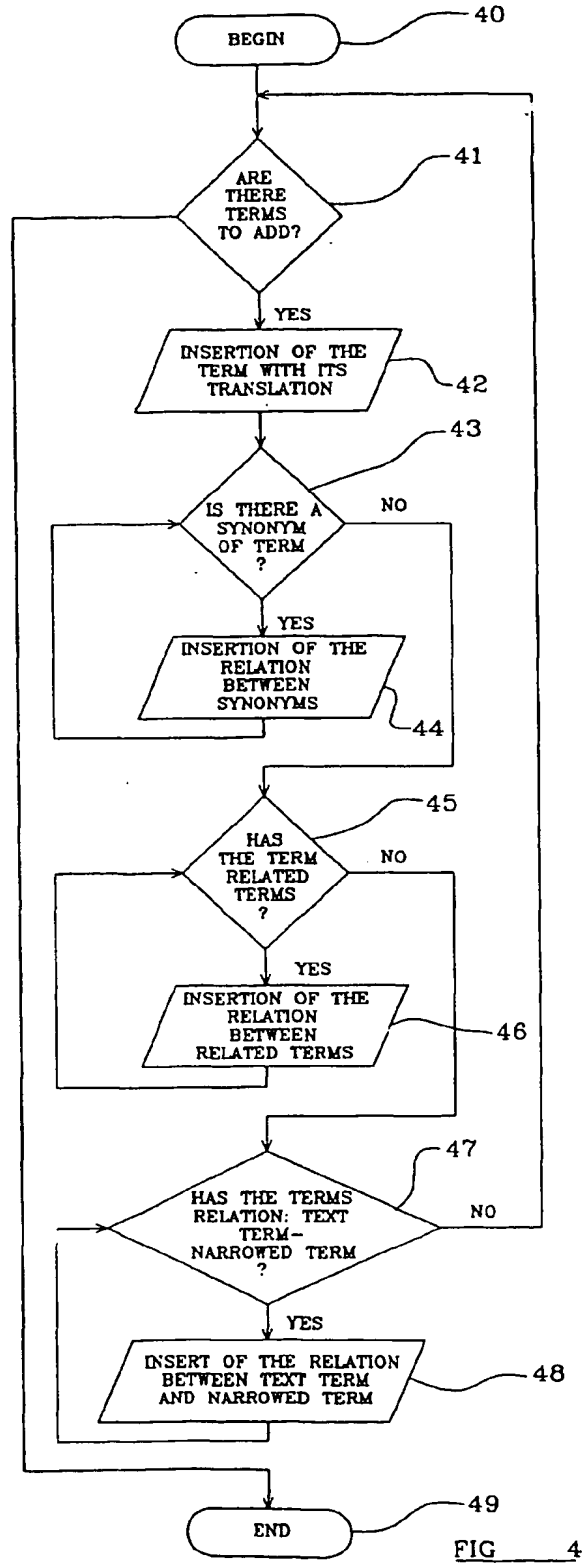 BEGIN
40
ARE
THERE
TERMS
TO ADD?
41
YES
INSERTION OF THE
TERM WITH ITS
TRANSLATION
42
43
IS THERE A
SYNONYM
OF TERM
?
NO
YES
INSERTION OF THE
RELATION
BETWEEN
SYNONYMS
44
45
HAS
THE TERM
RELATED
TERMS
?
NO
YES
INSERTION OF THE
RELATION
BETWEEN
RELATED TERMS
46
47
HAS THE TERMS
RELATION: TEXT
TERM-
NARROWED TERM
?
NO
YES
INSERT OF THE RELATION
BETWEEN TEXT TERM
AND NARROWED TERM
48
49
END
FIG 4